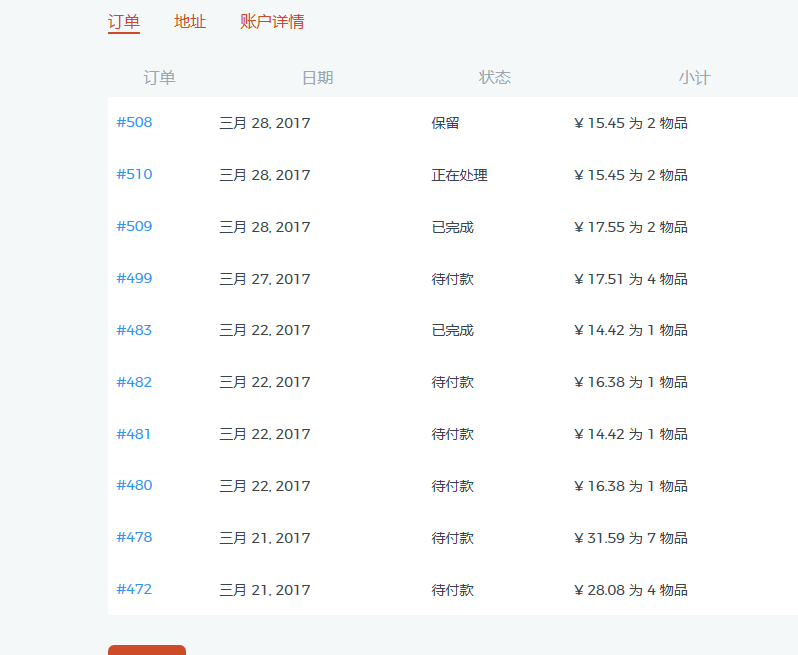 订单 地址 账户详情
订单 日期 状态 小计
#508 三月 28, 2017 保留 ¥ 15.45 为 2 物品
#510 三月 28, 2017 正在处理 ¥ 15.45 为 2 物品
#509 三月 28, 2017 已完成 ¥ 17.55 为 2 物品
#499 三月 27, 2017 待付款 ¥ 17.51 为 4 物品
#483 三月 22, 2017 已完成 ¥ 14.42 为 1 物品
#482 三月 22, 2017 待付款 ¥ 16.38 为 1 物品
#481 三月 22, 2017 待付款 ¥ 14.42 为 1 物品
#480 三月 22, 2017 待付款 ¥ 16.38 为 1 物品
#478 三月 21, 2017 待付款 ¥ 31.59 为 7 物品
#472 三月 21, 2017 待付款 ¥ 28.08 为 4 物品